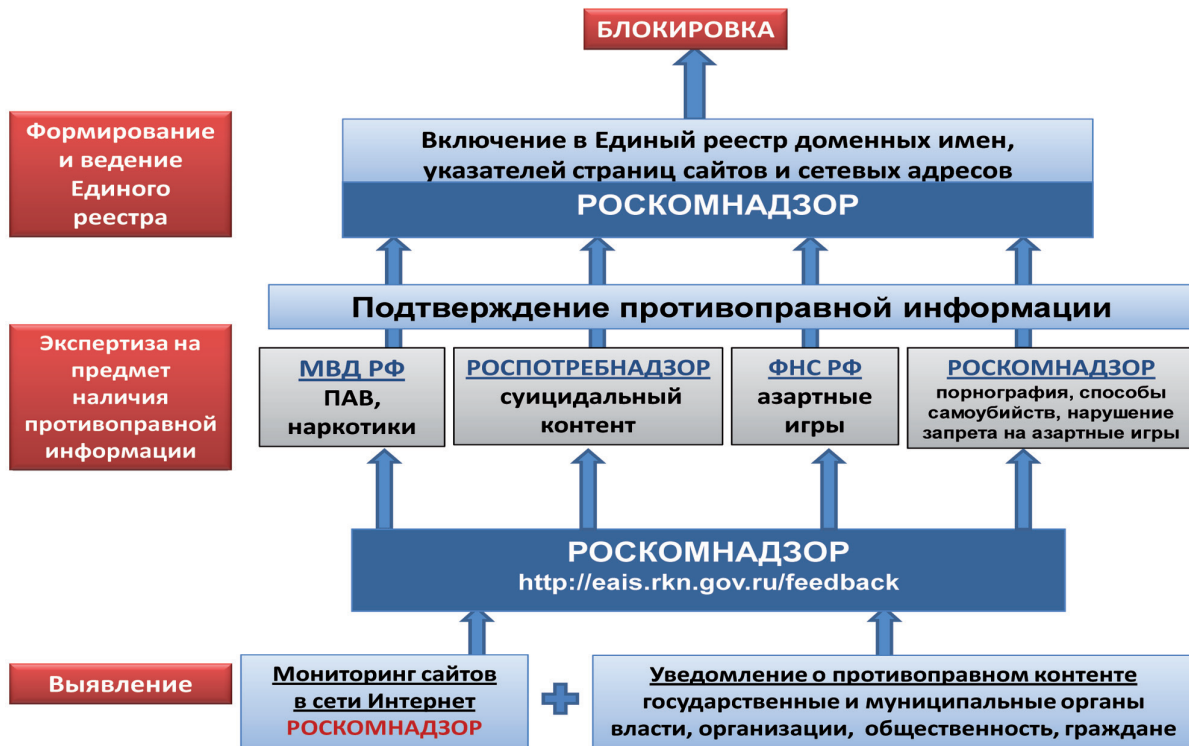 БЛОКИРОВКА
Формирование
и ведение
Единого
реестра
Включение в Единый реестр доменных имен,
указателей страниц сайтов и сетевых адресов
РОСКОМНАДЗОР
Подтверждение противоправной информации
Экспертиза на
предмет
наличия
противоправной
информации
МВД РФ
ПАВ,
наркотики
РОСПОТРЕБНАДЗОР
суицидальный
контент
ФНС РФ
азартные
игры
РОСКОМНАДЗОР
порнография, способы
самоубийств, нарушение
запрета на азартные игры
РОСКОМНАДЗОР
http://eais.rkn.gov.ru/feedback
Выявление
Мониторинг сайтов
в сети Интернет
РОСКОМНАДЗОР
Уведомление о противоправном контенте
государственные и муниципальные органы
власти, организации, общественность, граждане